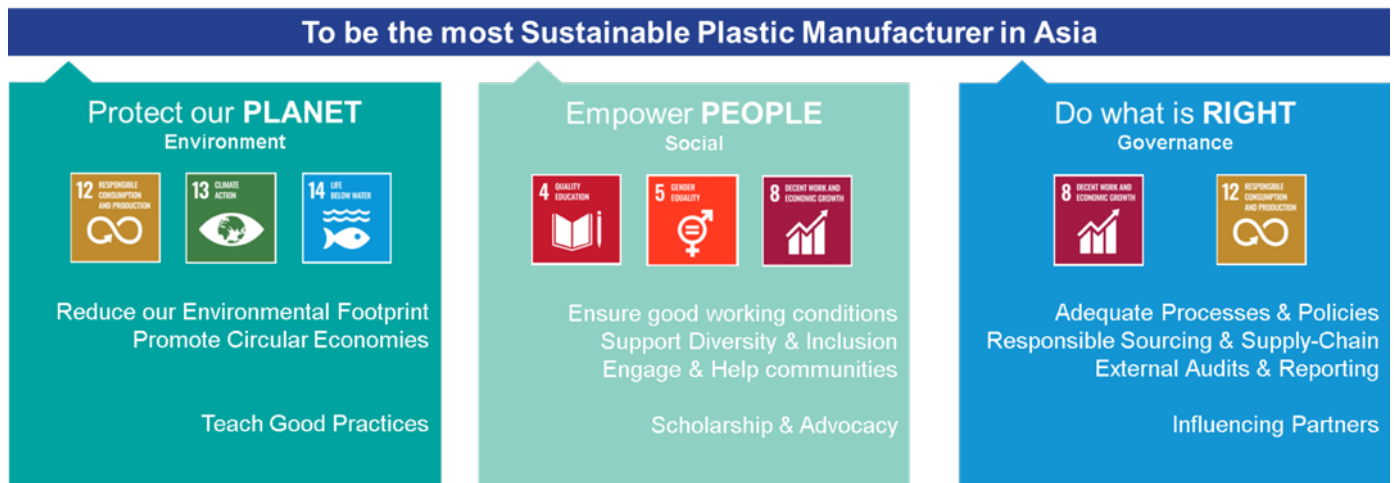 To be the most Sustainable Plastic Manufacturer in Asia
Protect our PLANET
Environment
12 RESPONSIBLE
CONSUMPTION
AND PRODUCTION
13 CLIMATE
ACTION
14 LIFE
BELOW WATER
Reduce our Environmental Footprint
Promote Circular Economies
Teach Good Practices
Empower PEOPLE
Social
4 QUALITY
EDUCATION
5 GENDER
EQUALITY
8 DECENT WORK AND
ECONOMIC GROWTH
Ensure good working conditions
Support Diversity & Inclusion
Engage & Help communities
Scholarship & Advocacy
Do what is RIGHT
Governance
8 DECENT WORK AND
ECONOMIC GROWTH
12 RESPONSIBLE
CONSUMPTION
AND PRODUCTION
Adequate Processes & Policies
Responsible Sourcing & Supply-Chain
External Audits & Reporting
Influencing Partners